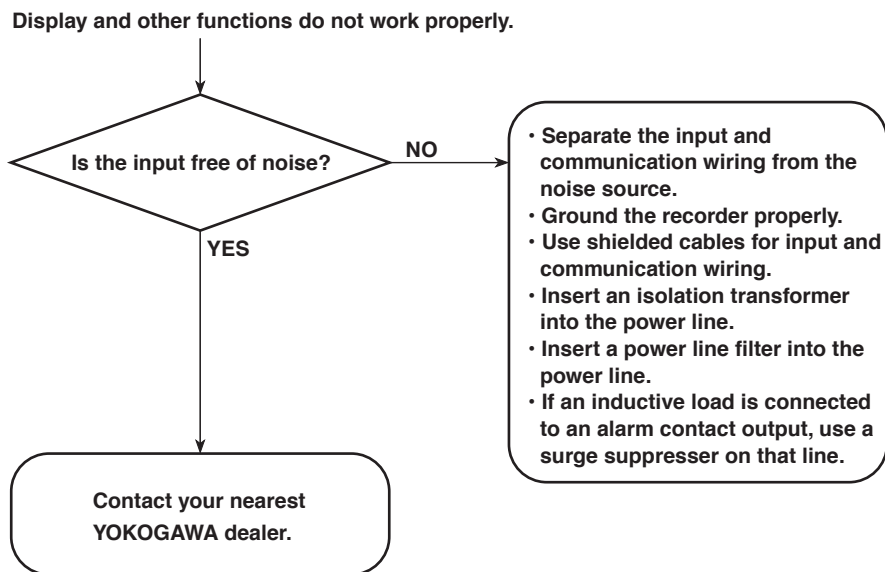 Display and other functions do not work properly.
Is the input free of noise?
NO
YES
· Separate the input and
communication wiring from the
noise source.
· Ground the recorder properly.
· Use shielded cables for input and
communication wiring.
· Insert an isolation transformer
into the power line.
· Insert a power line filter into the
power line.
· If an inductive load is connected
to an alarm contact output, use a
surge suppresser on that line.
Contact your nearest
YOKOGAWA dealer.